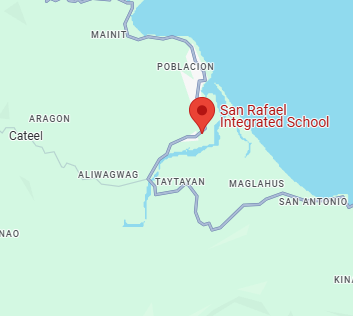 MAINIT
POBLACION
San Rafael
Integrated School
ARAGON
Cateel
ALIWAGWAG
TAYTAYAN
MAGLAHUS
SAN ANTONIO
NAO
KINA